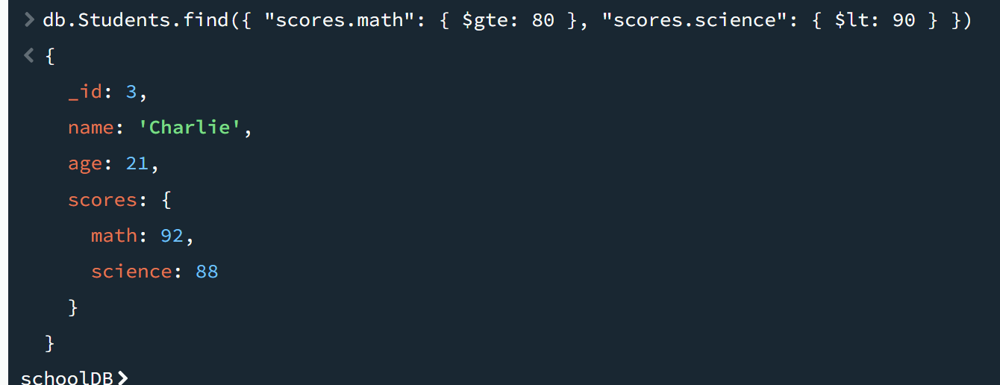 > db.Students.find({ "scores.math": { $gte: 80 }, "scores.science": { $lt: 90 } })
< {
_id: 3,
name: 'Charlie',
age: 21,
scores: {
math: 92,
science: 88
}
}
schoolDB>